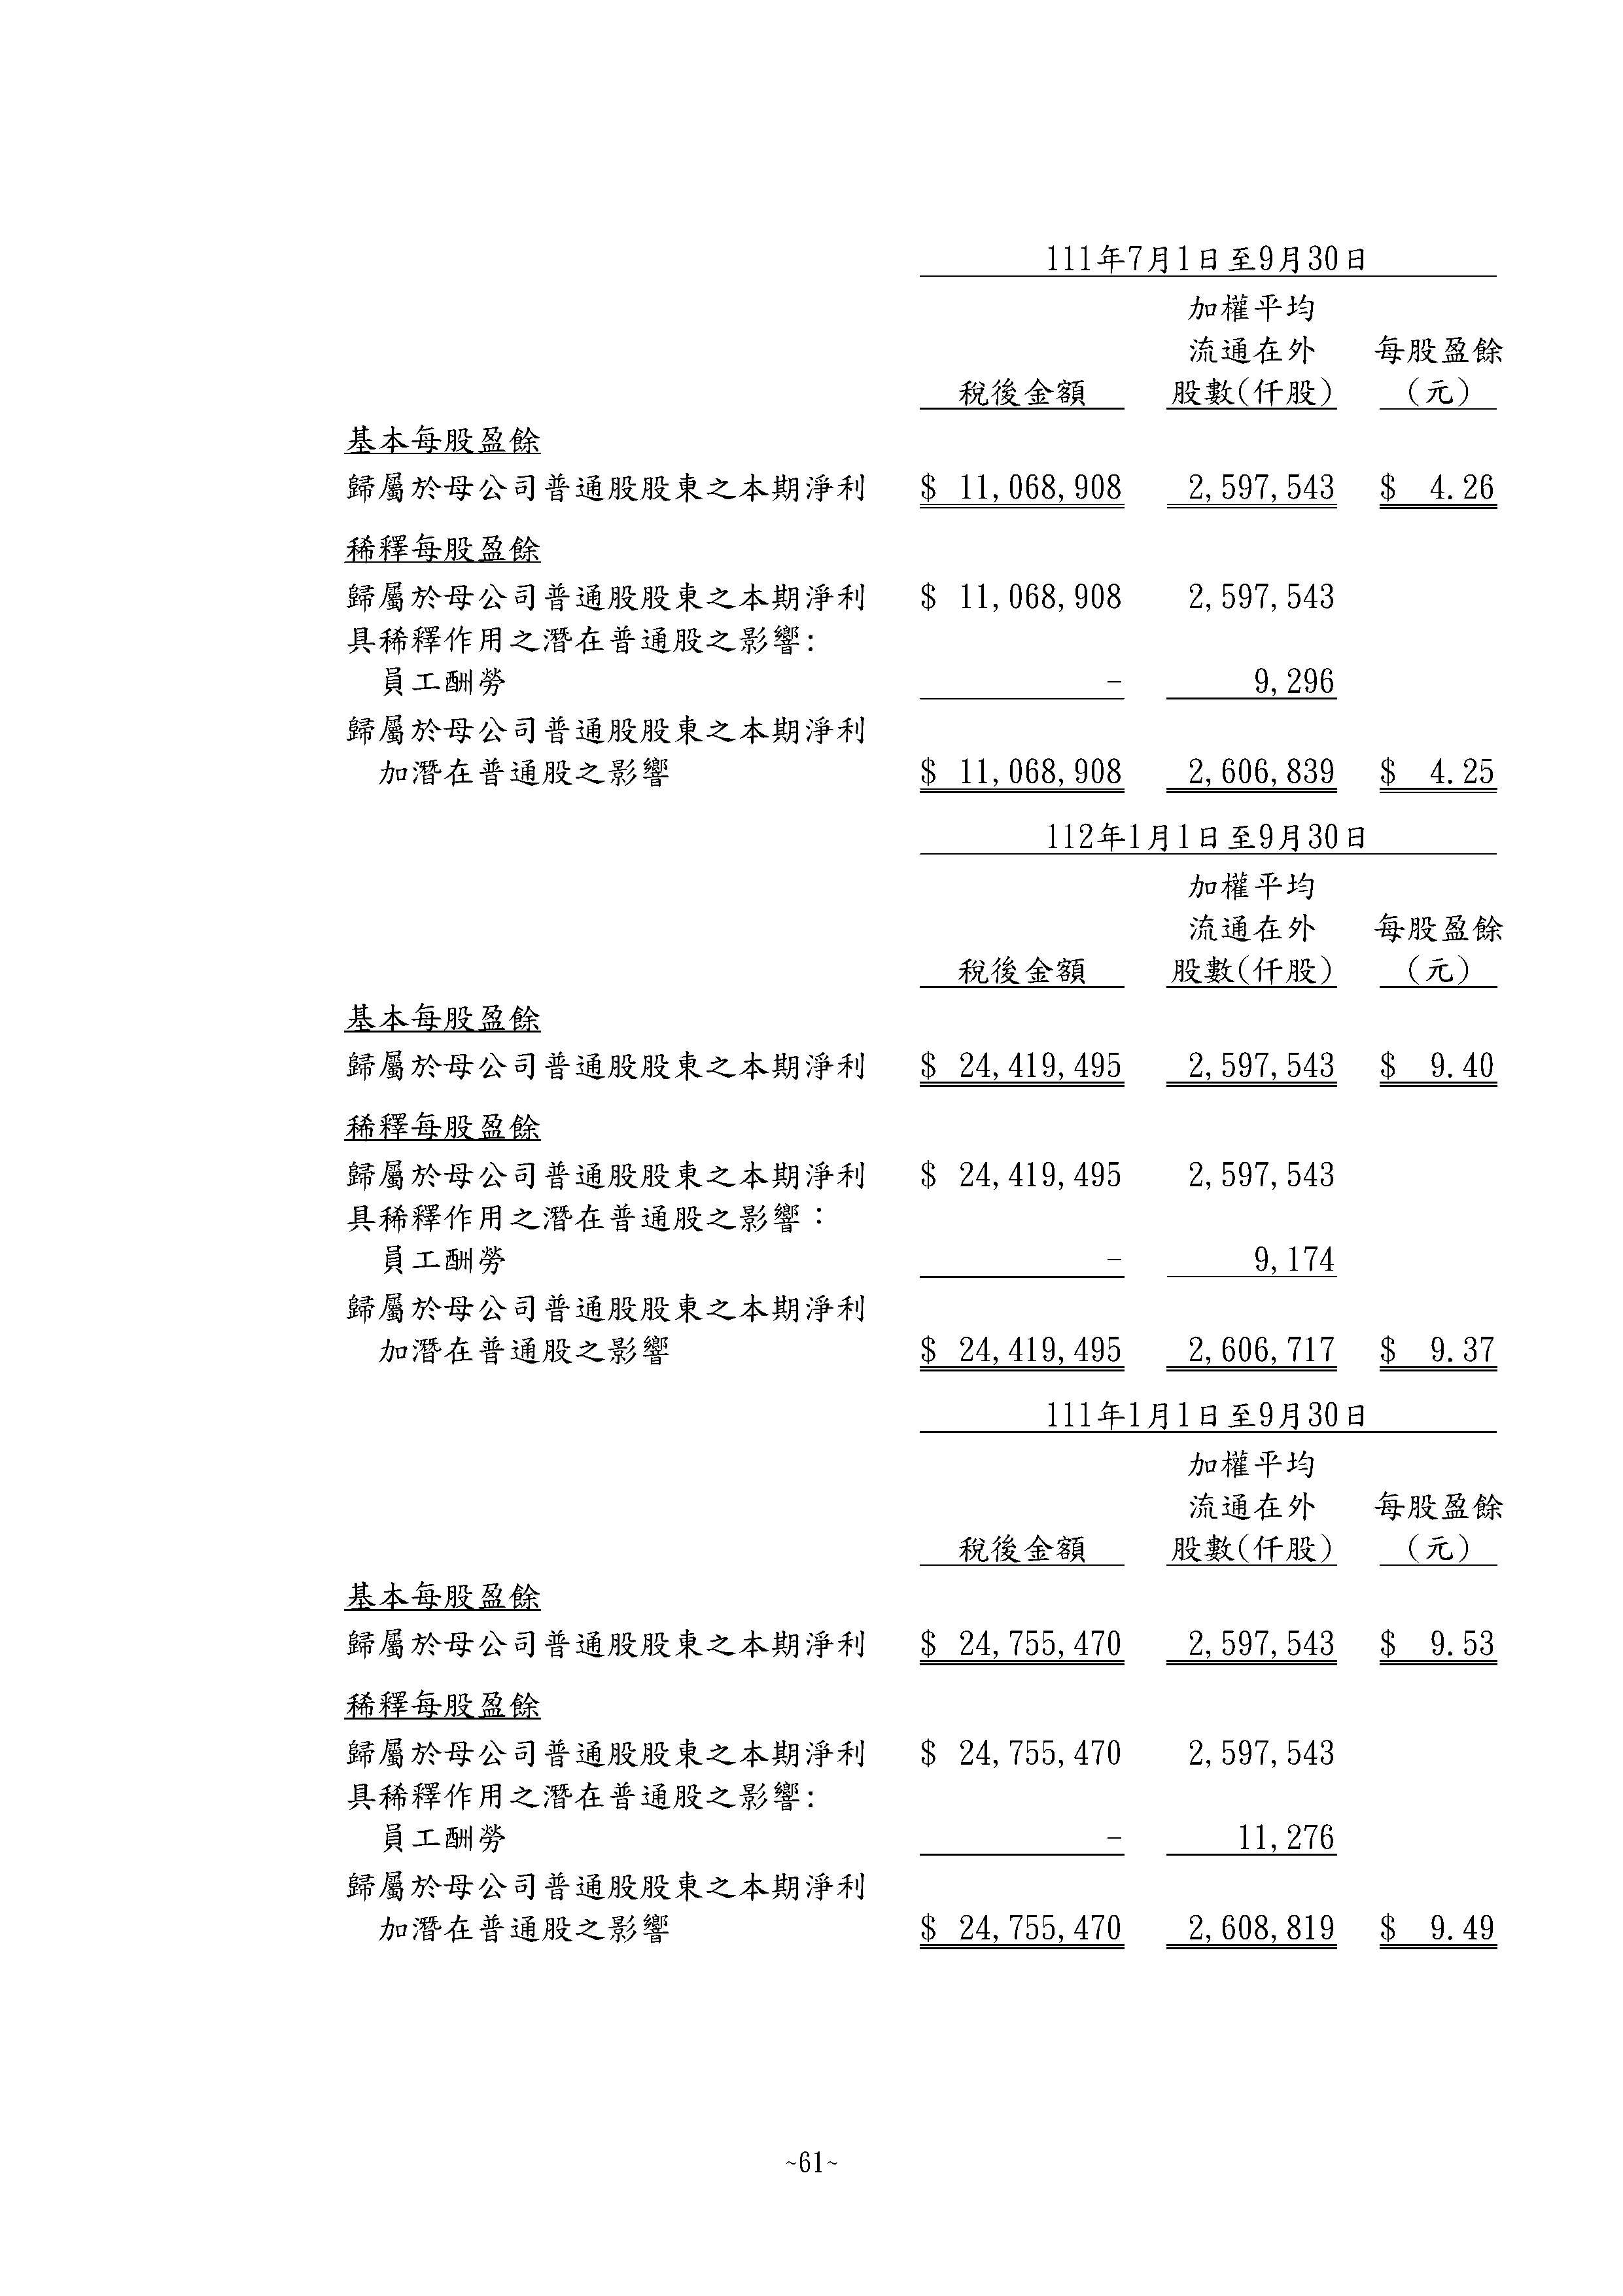 111年7月1日至9月30日
加權平均
流通在外 每股盈餘
稅後金額 股數(仟股) (元)
基本每股盈餘
歸屬於母公司普通股股東之本期淨利 $ 11,068,908 2,597,543 $ 4.26
稀釋每股盈餘
歸屬於母公司普通股股東之本期淨利 $ 11,068,908 2,597,543
具稀釋作用之潛在普通股之影響:
員工酬勞 - 9,296
歸屬於母公司普通股股東之本期淨利
加潛在普通股之影響 $ 11,068,908 2,606,839 $ 4.25
112年1月1日至9月30日
加權平均
流通在外 每股盈餘
稅後金額 股數(仟股) (元)
基本每股盈餘
歸屬於母公司普通股股東之本期淨利 $ 24,419,495 2,597,543 $ 9.40
稀釋每股盈餘
歸屬於母公司普通股股東之本期淨利 $ 24,419,495 2,597,543
具稀釋作用之潛在普通股之影響：
員工酬勞 - 9,174
歸屬於母公司普通股股東之本期淨利
加潛在普通股之影響 $ 24,419,495 2,606,717 $ 9.37
111年1月1日至9月30日
加權平均
流通在外 每股盈餘
稅後金額 股數(仟股) (元)
基本每股盈餘
歸屬於母公司普通股股東之本期淨利 $ 24,755,470 2,597,543 $ 9.53
稀釋每股盈餘
歸屬於母公司普通股股東之本期淨利 $ 24,755,470 2,597,543
具稀釋作用之潛在普通股之影響:
員工酬勞 - 11,276
歸屬於母公司普通股股東之本期淨利
加潛在普通股之影響 $ 24,755,470 2,608,819 $ 9.49
~61~